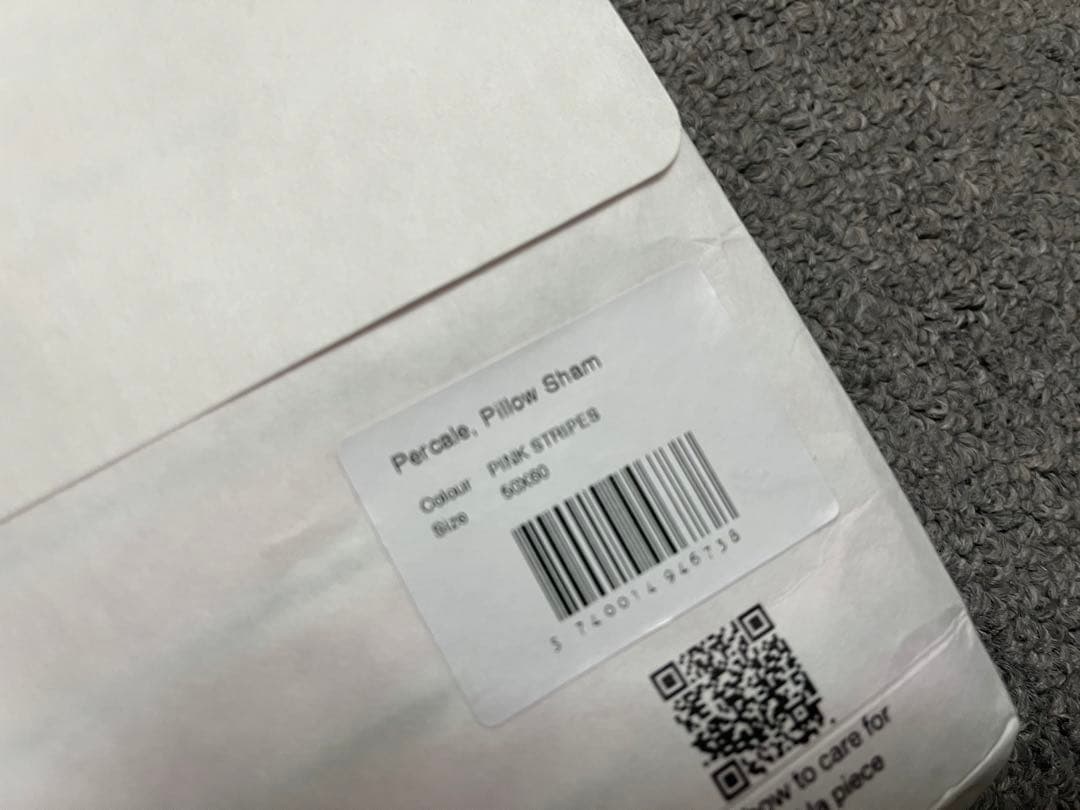 Percale, Pillow Sham
Colour PINK STRIPES
Size 50X60
5 740014 946738
how to care for
piece